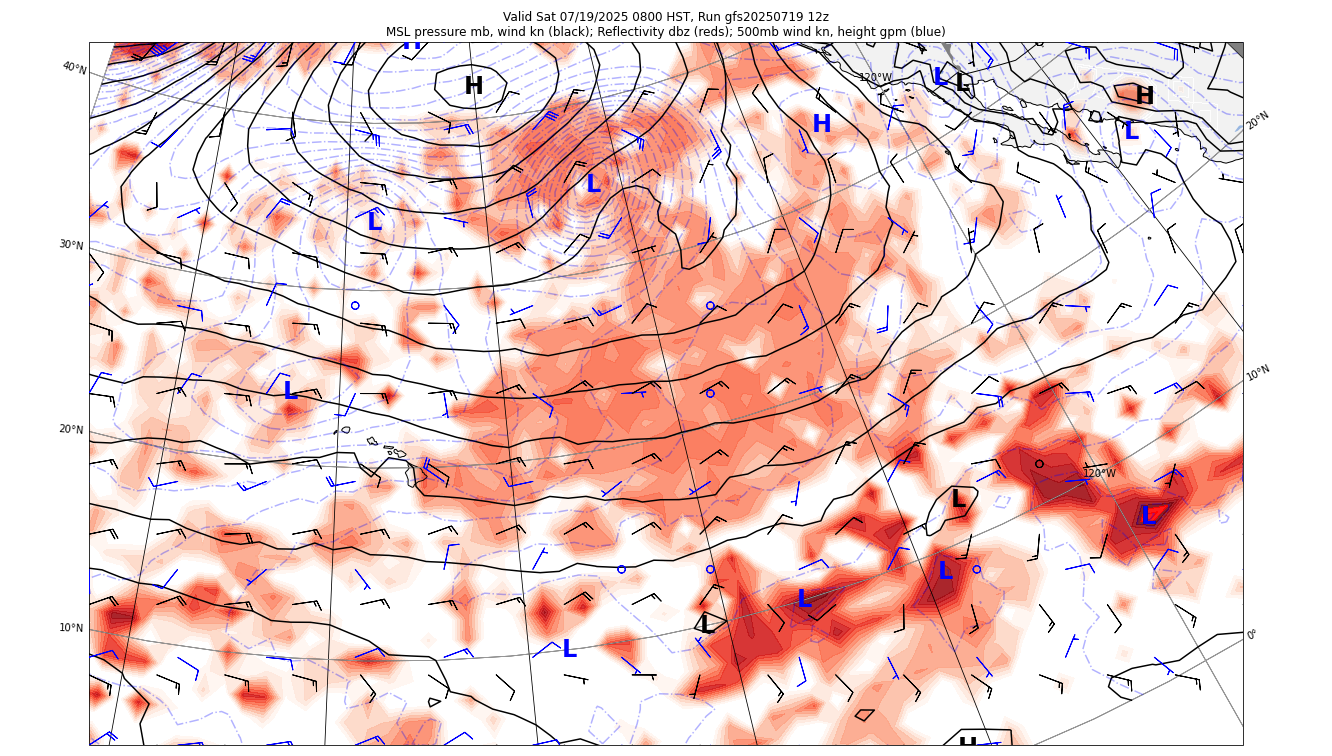 Valid Sat 07/19/2025 0800 HST, Run gfs20250719 12z
MSL pressure mb, wind kn (black); Reflectivity dbz (reds); 500mb wind kn, height gpm (blue)
H
40°N
H
120°W
L
L
H
20°N
H
L
L
L
30°N
10°N
L
20°N
120°W
L
L
L
L
10°N
L
0°
L
H